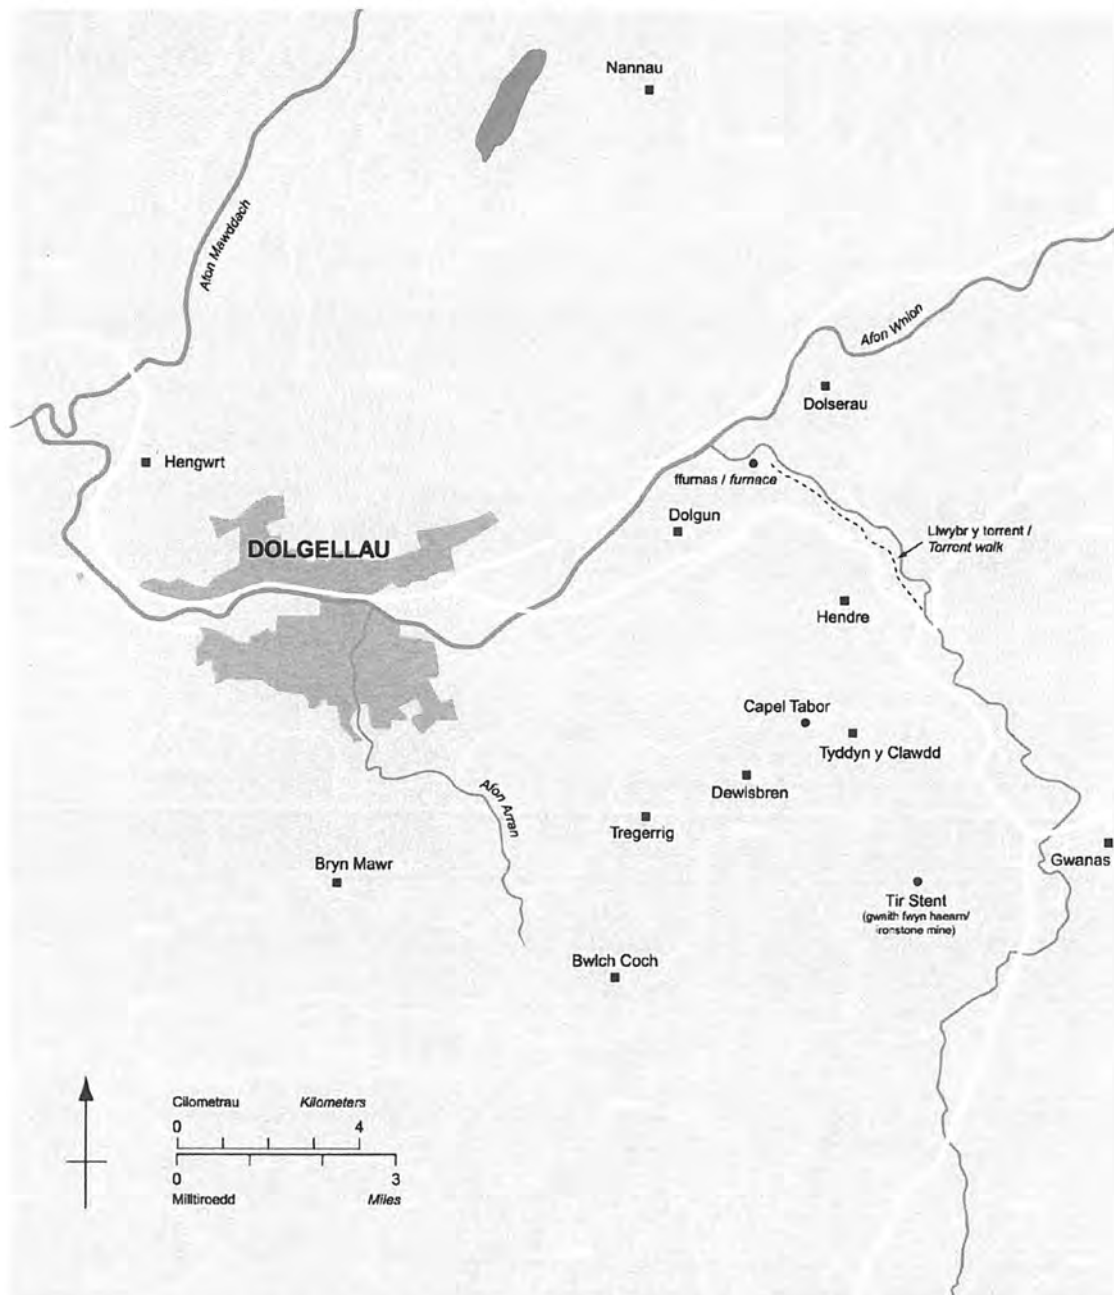 Nannau
Afon Mawddach
Afon Wnion
Dolserau
Hengwrt
ffurnas / furnace
Dolgun
Llwybr y torrent /
Torrent walk
DOLGELLAU
Hendre
Capel Tabor
Tyddyn y Clawdd
Dewisbren
Afon Arran
Tregerrig
Gwanas
Bryn Mawr
Tir Stent
(gwaith fwyn haearn/
ironstone mine)
Bwlch Coch
Cilometrau Kilometers
0 4
0 3
Milltiroedd Miles